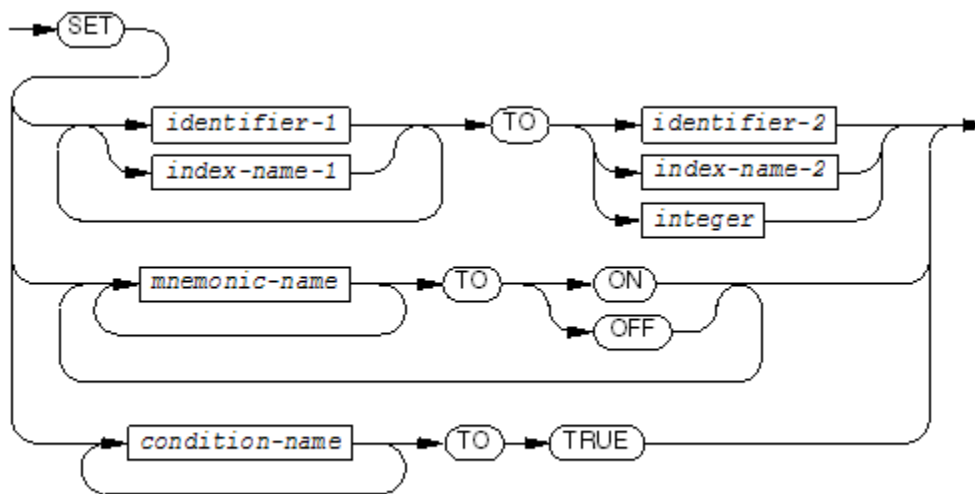 SET
identifier-1 TO identifier-2
index-name-1 index-name-2
integer
mnemonic-name TO ON
OFF
condition-name TO TRUE